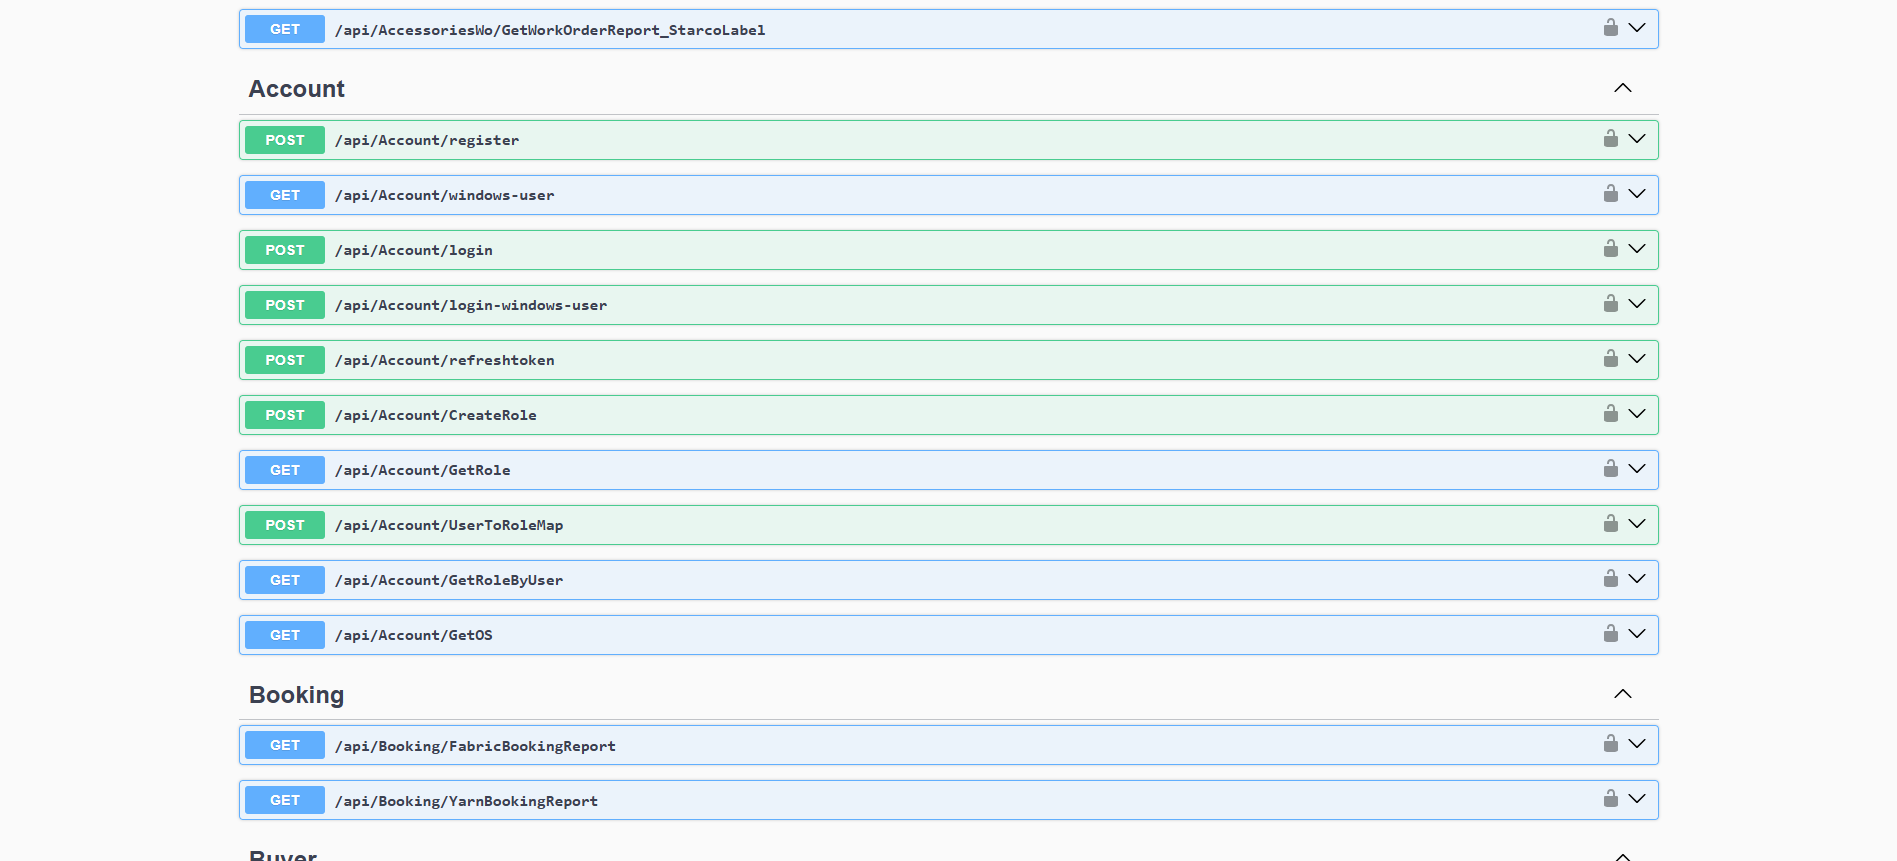 GET /api/AccessoriesWo/GetWorkOrderReport_StarcoLabel
Account
POST /api/Account/register
GET /api/Account/windows-user
POST /api/Account/login
POST /api/Account/login-windows-user
POST /api/Account/refreshtoken
POST /api/Account/CreateRole
GET /api/Account/GetRole
POST /api/Account/UserToRoleMap
GET /api/Account/GetRoleByUser
GET /api/Account/GetOS
Booking
GET /api/Booking/FabricBookingReport
GET /api/Booking/YarnBookingReport
Buyer